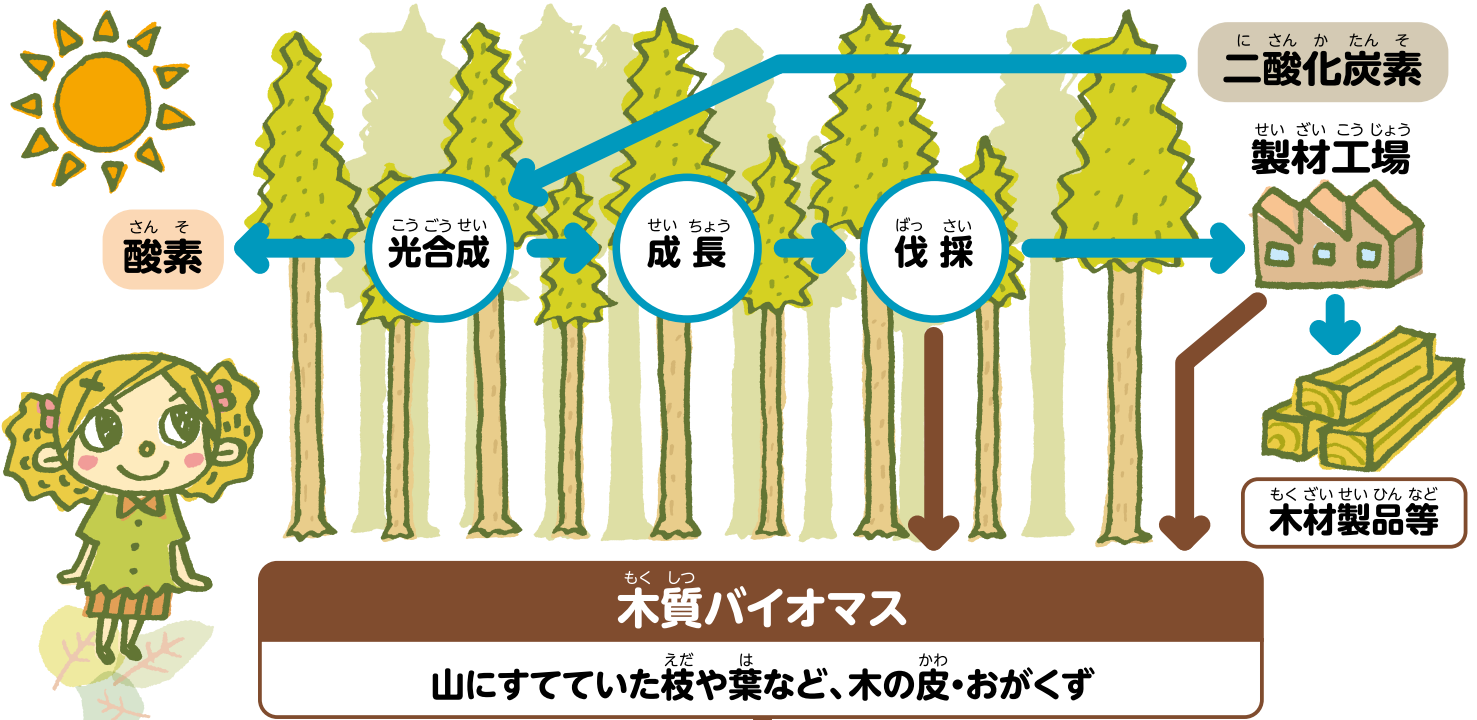 にさんかたんそ
二酸化炭素
せいざいこうじょう
製材工場
さんそ
酸素
こうごうせい
光合成
せいちょう
成長
ばっさい
伐採
もくざいせいひんなど
木材製品等
もくしつ
木質バイオマス
えだ は かわ
山にすてていた枝や葉など、木の皮・おがくず